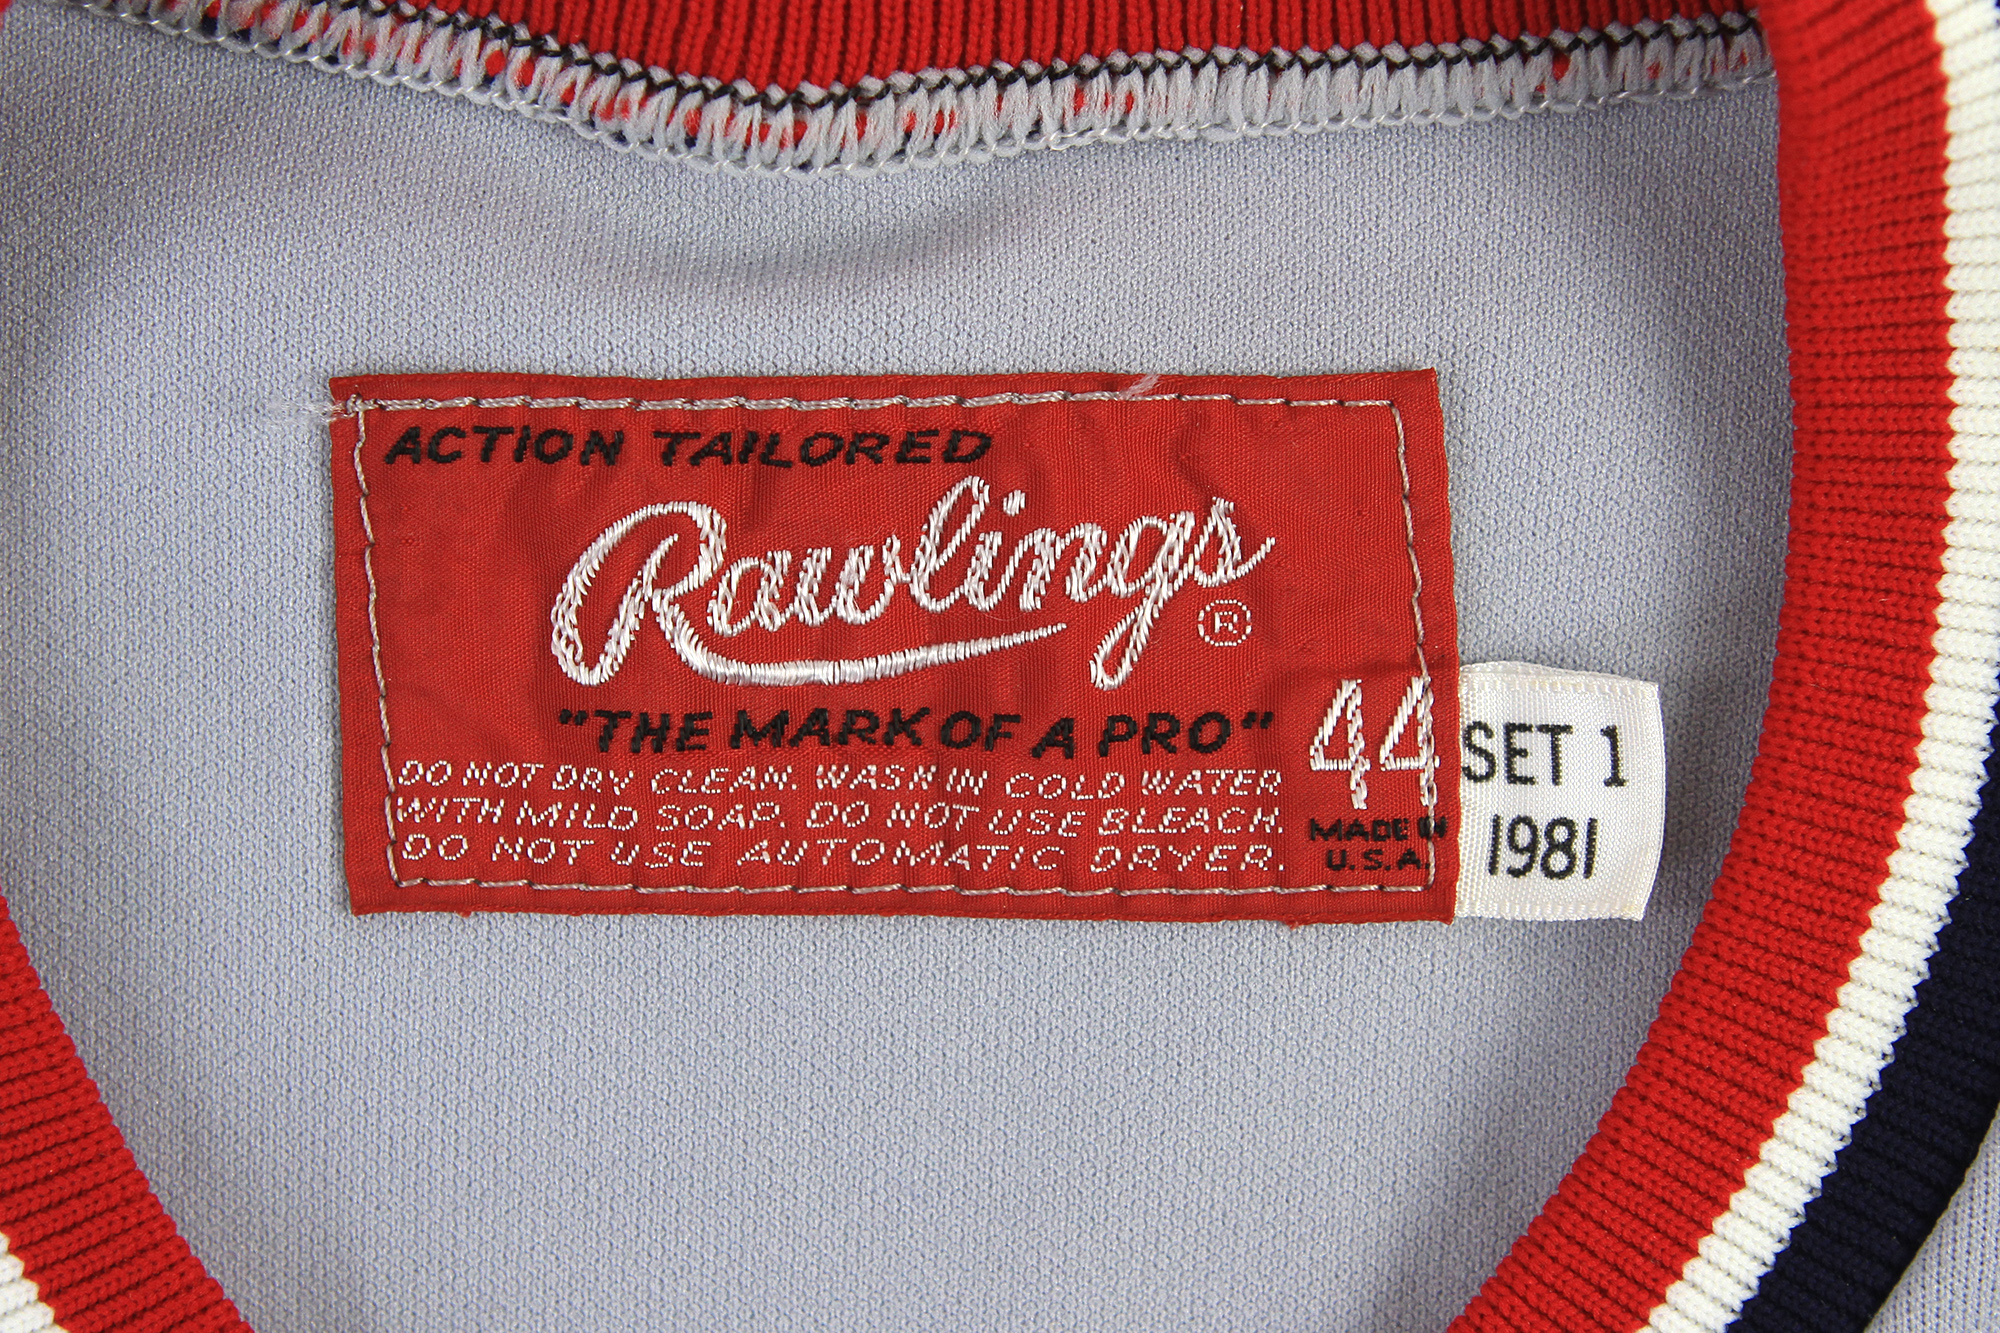 ACTION TAILORED
Rawlings ®
"THE MARK OF A PRO"
DO NOT DRY CLEAN. WASH IN COLD WATER
WITH MILD SOAP. DO NOT USE BLEACH.
DO NOT USE AUTOMATIC DRYER.
44
MADE IN
U.S.A.
SET 1
1981